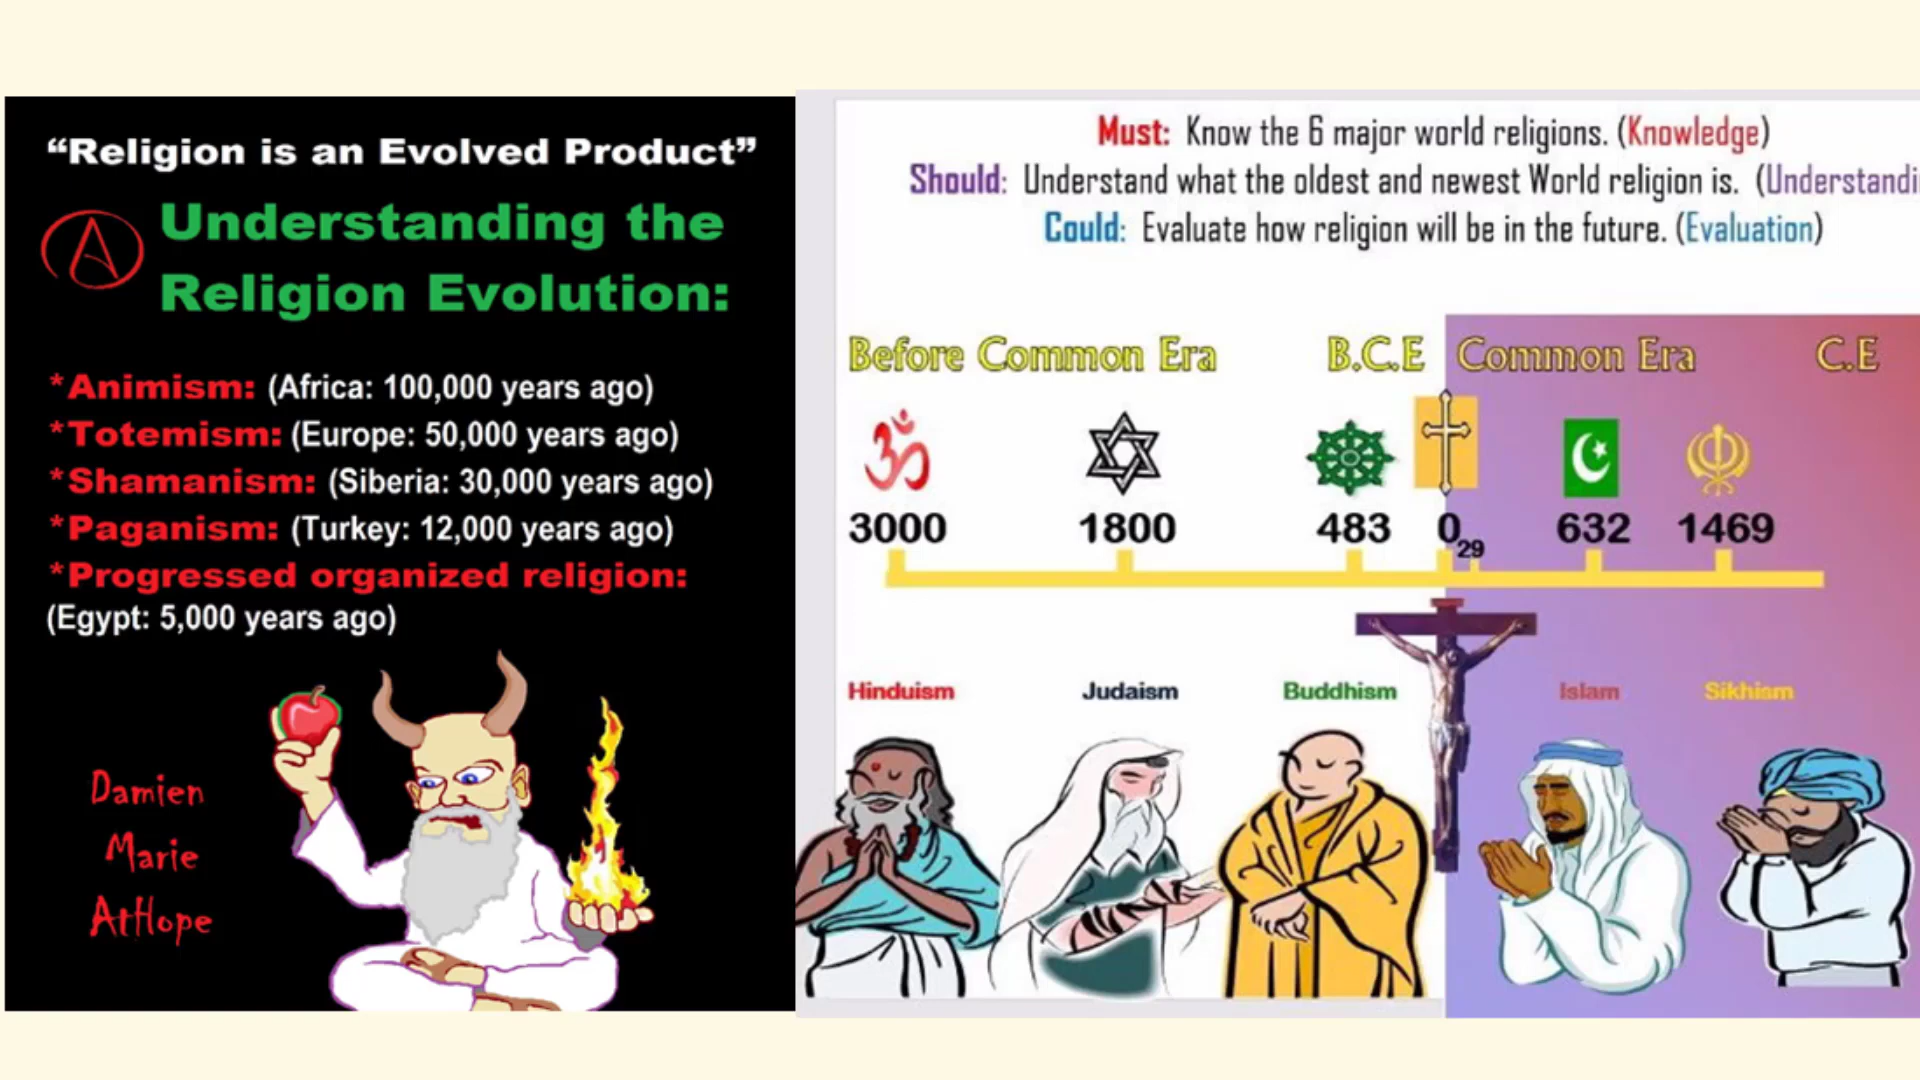 “Religion is an Evolved Product”
Understanding the
Religion Evolution:
*Animism: (Africa: 100,000 years ago)
*Totemism: (Europe: 50,000 years ago)
*Shamanism: (Siberia: 30,000 years ago)
*Paganism: (Turkey: 12,000 years ago)
*Progressed organized religion:
(Egypt: 5,000 years ago)
Damien
Marie
AtHope
Must: Know the 6 major world religions. (Knowledge)
Should: Understand what the oldest and newest World religion is. (Understandi
Could: Evaluate how religion will be in the future. (Evaluation)
Before Common Era B.C.E Common Era C.E
3000 1800 483 0 29 632 1469
Hinduism Judaism Buddhism Islam Sikhism